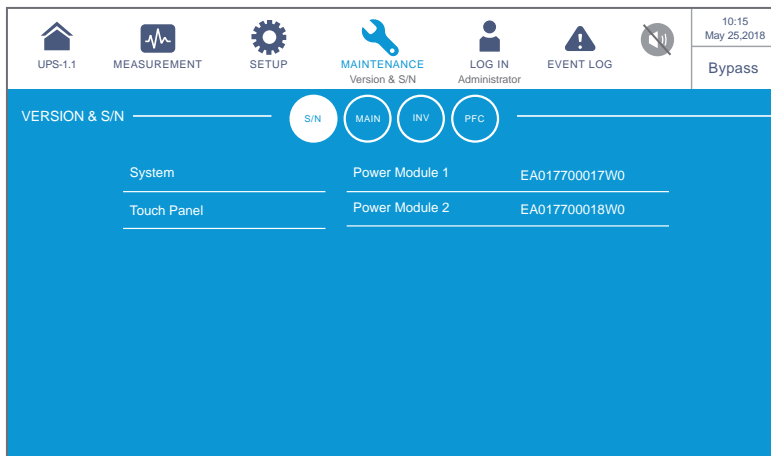 10:15
May 25,2018
UPS-1.1 MEASUREMENT SETUP MAINTENANCE LOG IN EVENT LOG
Version & S/N Administrator
Bypass
VERSION & S/N S/N MAIN INV PFC
System Power Module 1 EA017700017W0
Touch Panel Power Module 2 EA017700018W0